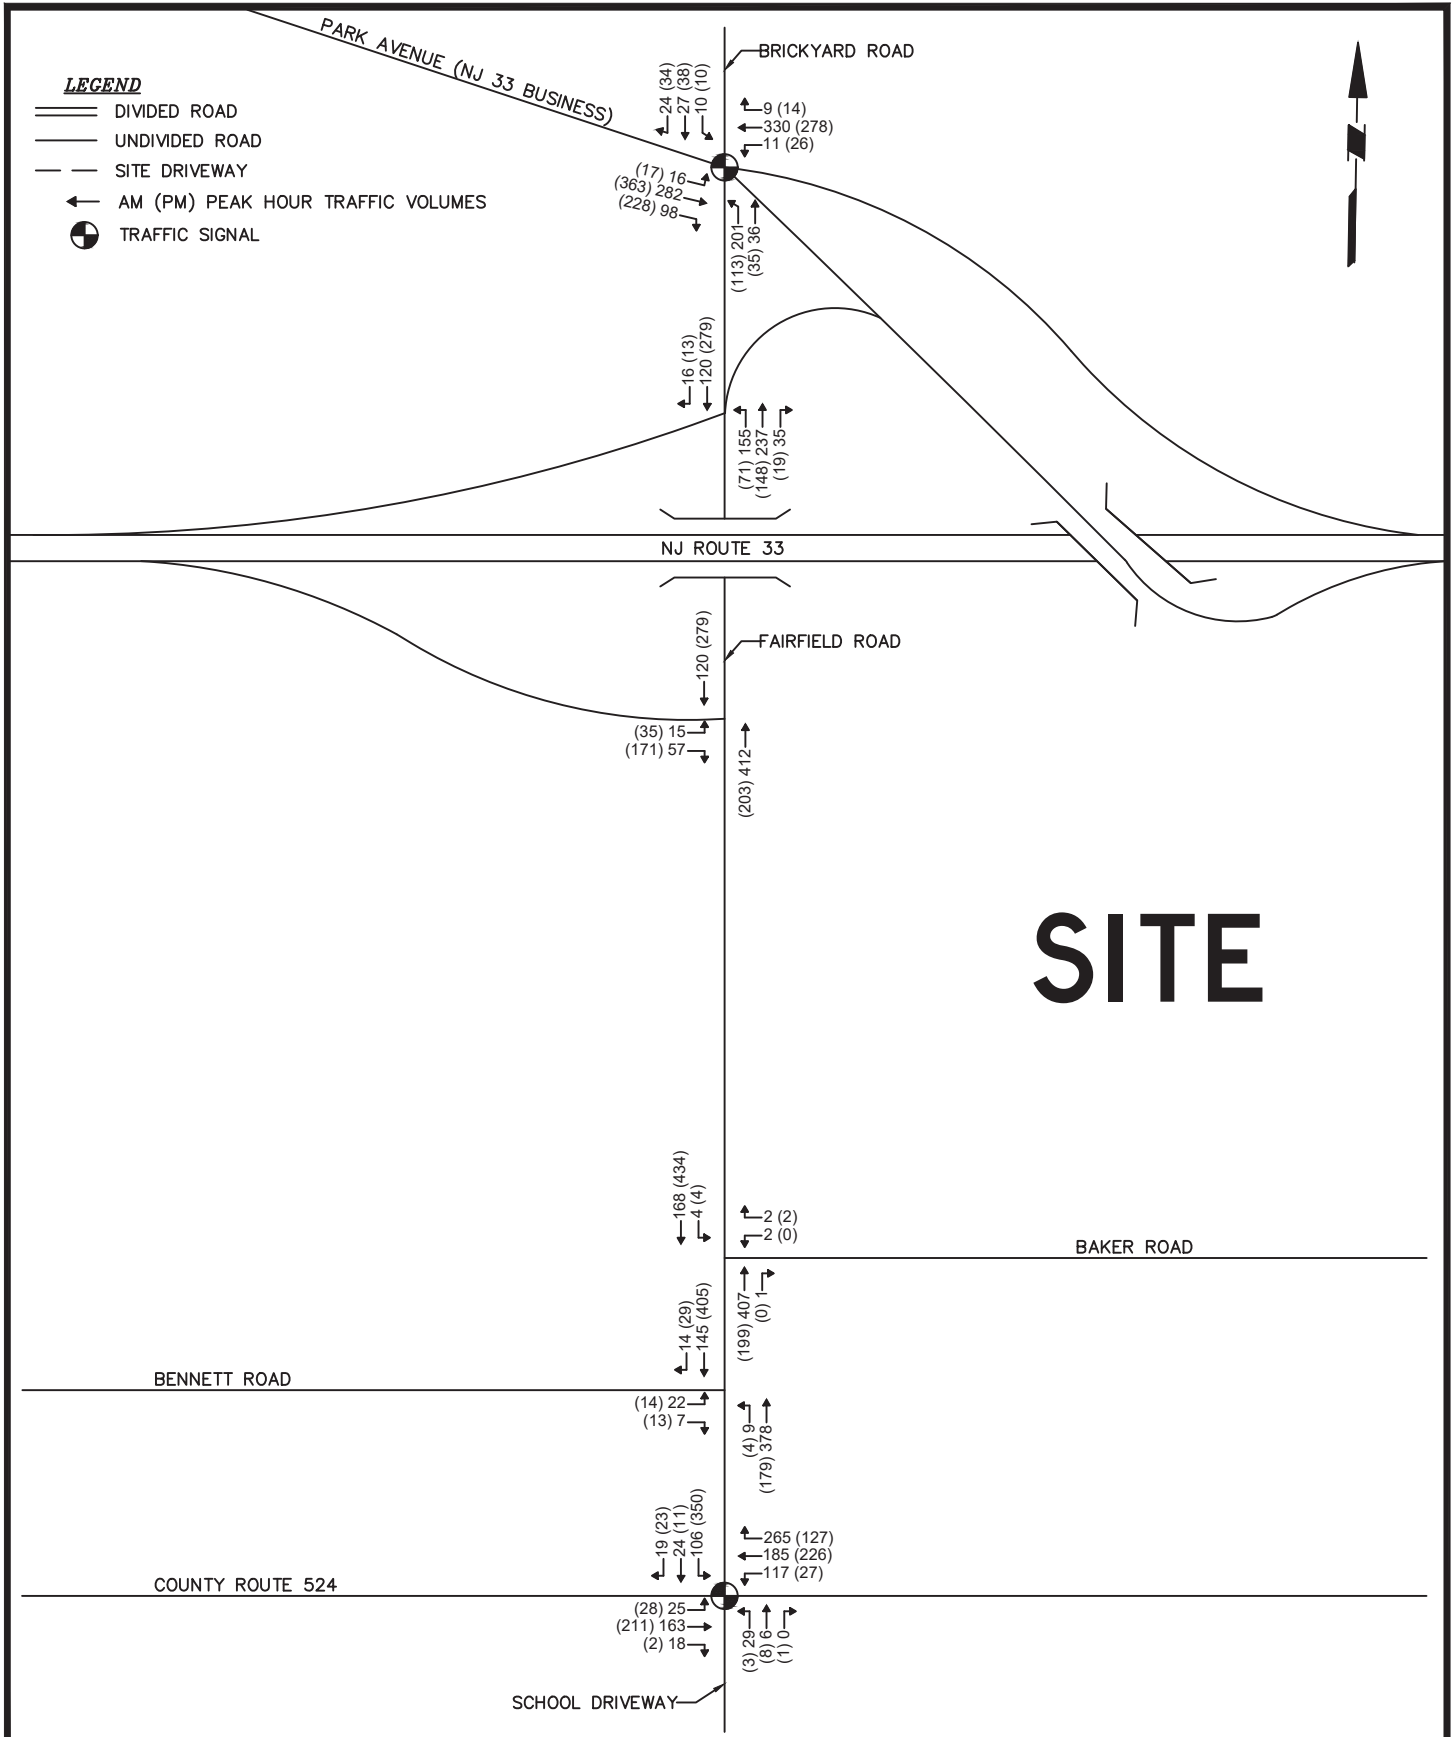 PARK AVENUE (NJ 33 BUSINESS)
BRICKYARD ROAD
LEGEND
DIVIDED ROAD
UNDIVIDED ROAD
SITE DRIVEWAY
AM (PM) PEAK HOUR TRAFFIC VOLUMES
TRAFFIC SIGNAL
24 (34)
27 (38)
10 (10)
9 (14)
330 (278)
11 (26)
(17) 16
(363) 282
(228) 98
(113) 201
(35) 36
16 (13)
120 (279)
(71) 155
(148) 237
(19) 35
NJ ROUTE 33
120 (279)
FAIRFIELD ROAD
(35) 15
(171) 57
(203) 412
SITE
168 (434)
4 (4)
2 (2)
2 (0)
BAKER ROAD
(199) 407
(0) 1
14 (29)
145 (405)
BENNETT ROAD
(14) 22
(13) 7
(4) 9
(179) 378
19 (23)
24 (11)
106 (350)
265 (127)
185 (226)
117 (27)
COUNTY ROUTE 524
(28) 25
(211) 163
(2) 18
(3) 29
(8) 6
(1) 0
SCHOOL DRIVEWAY